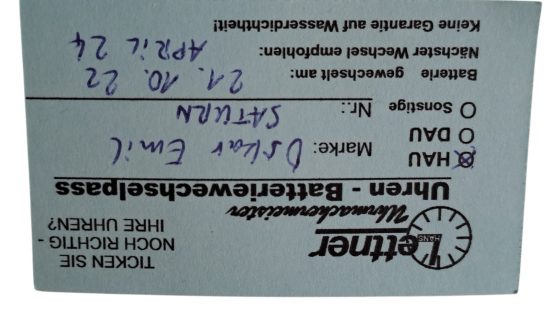 HANS
Lettner
Uhrmachermeister
TICKEN SIE
NOCH RICHTIG -
IHRE UHREN?
Uhren - Batteriewechselpass
HAU
DAU
Sonstige
Marke: Oskar Emil
Nr.: SATURN
Batterie gewechselt am: 21.10.22
Nächster Wechsel empfohlen: APRIL 24
Keine Garantie auf Wasserdichtheit!